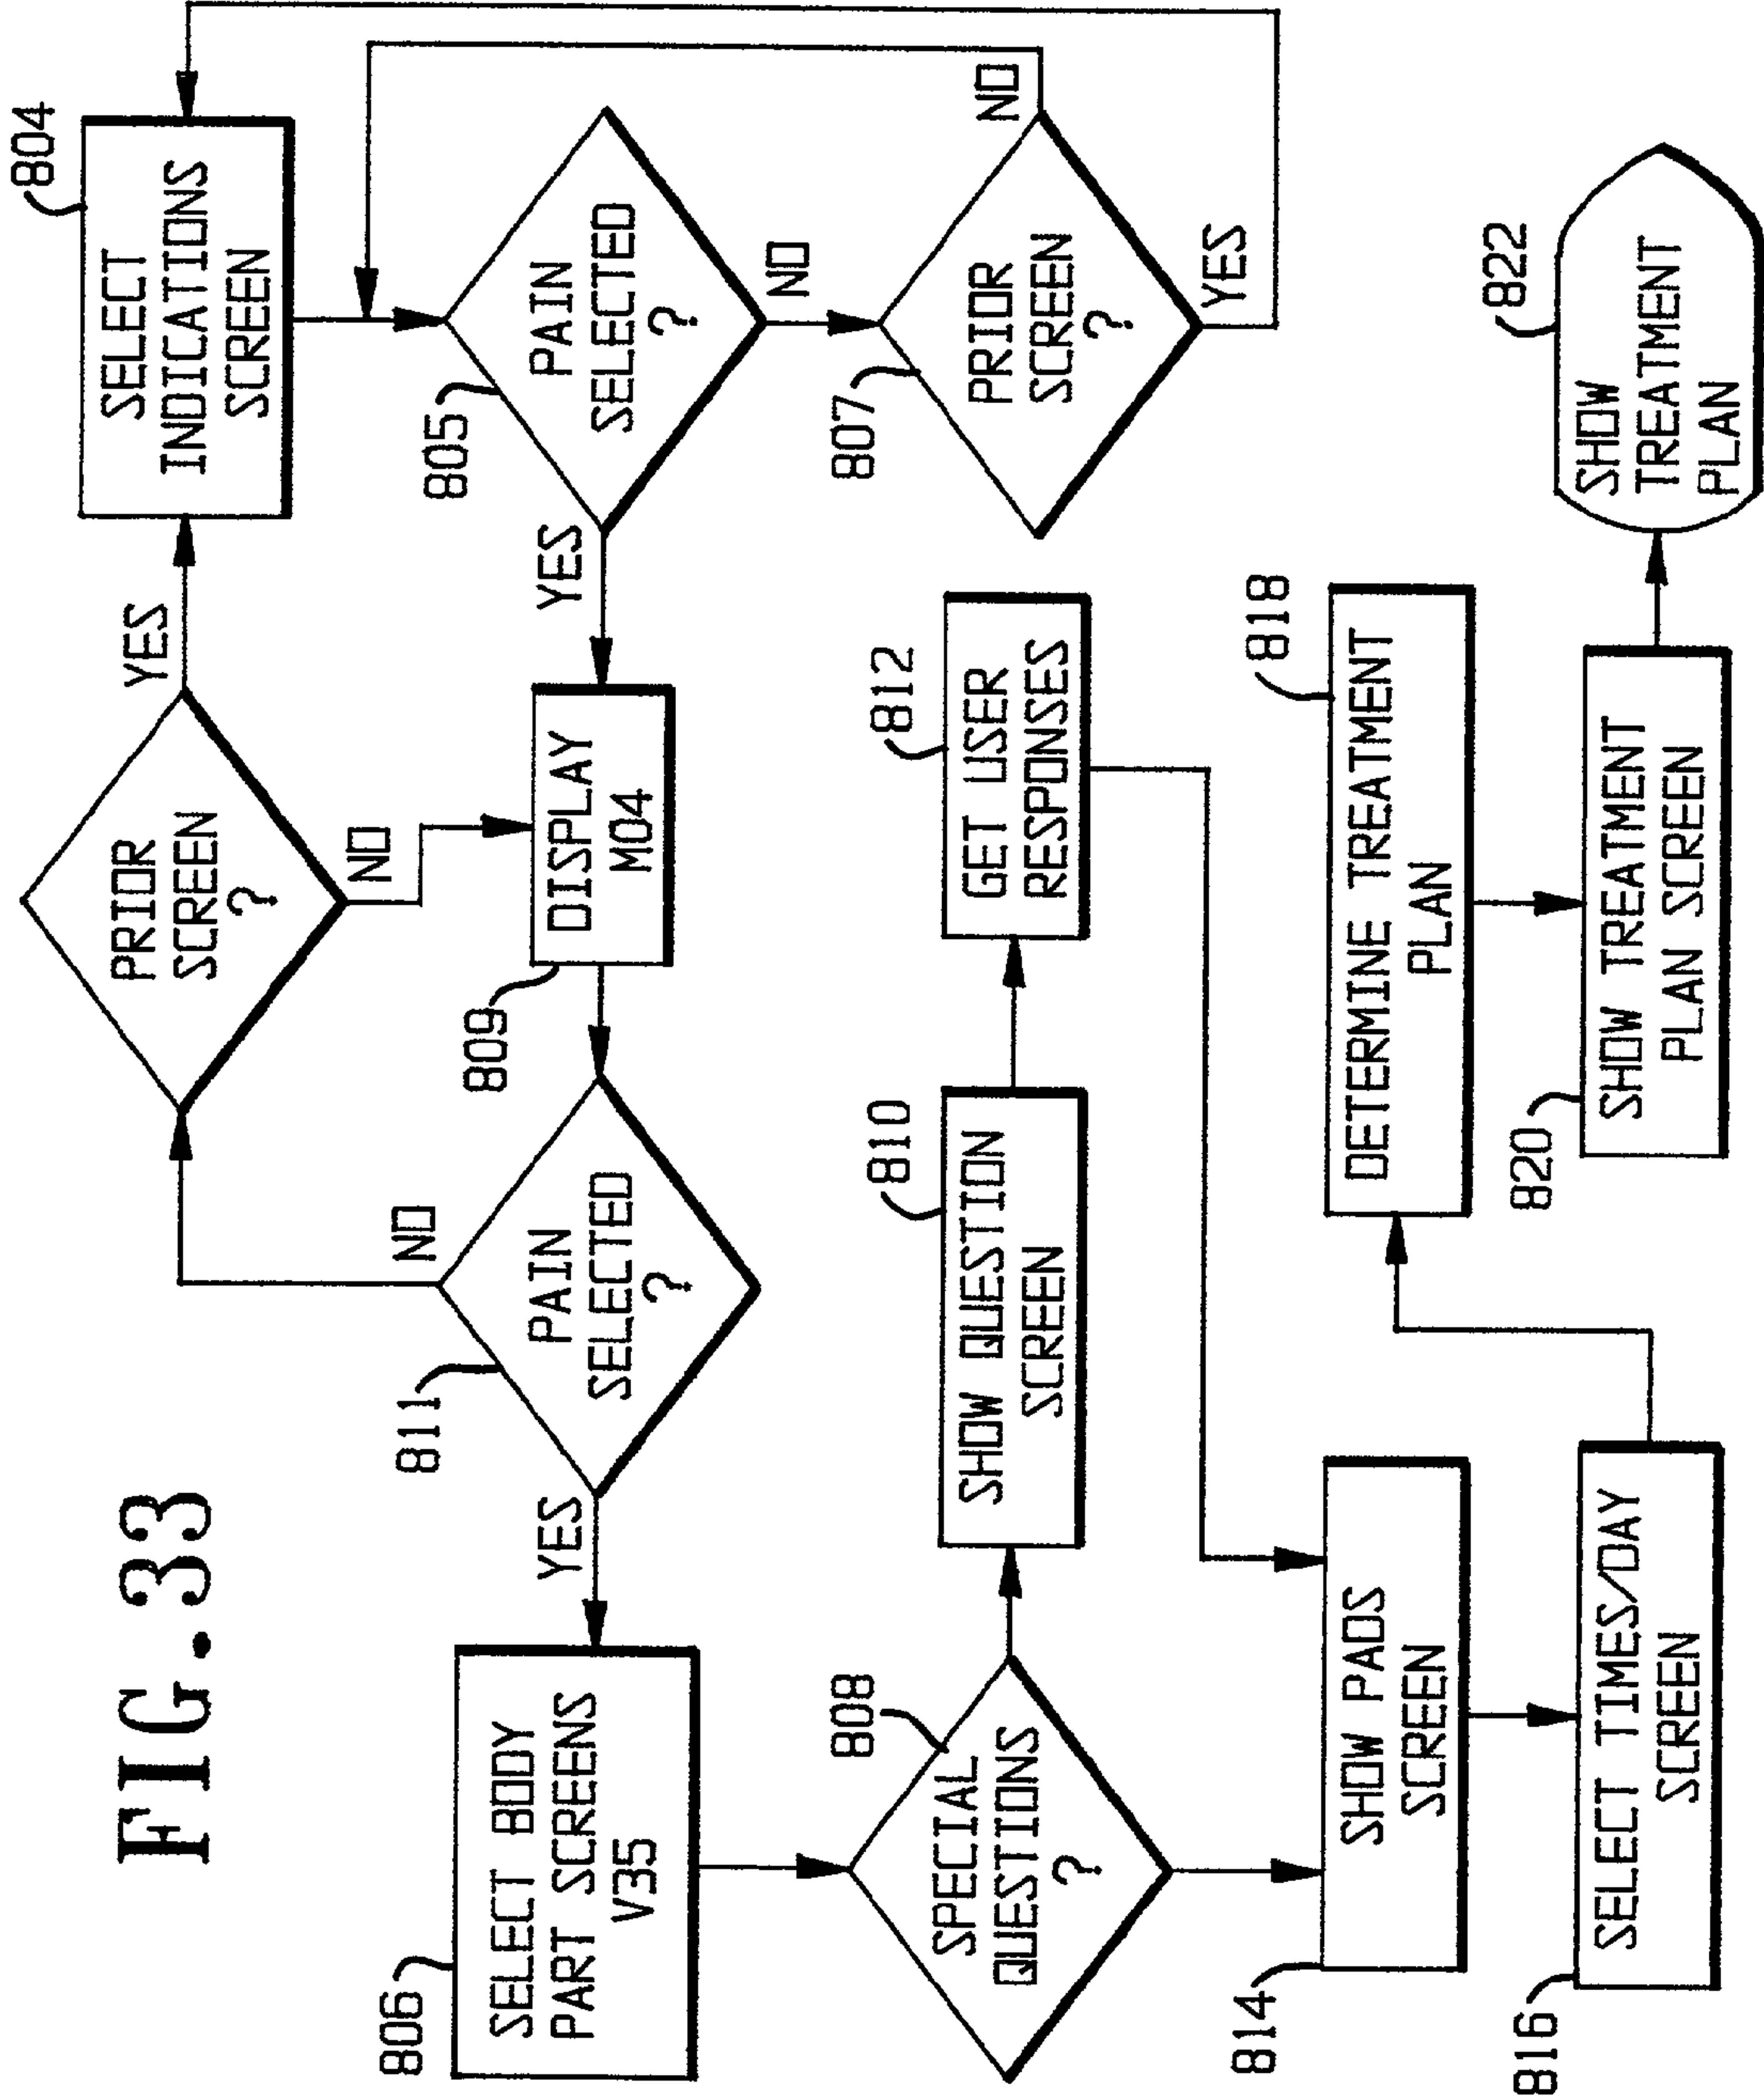 FIG.33
804
SELECT
INDICATIONS
SCREEN
PRIOR
SCREEN
?
YES
NO
805
PAIN
SELECTED
?
YES
NO
807
PRIOR
SCREEN
?
NO
YES
809
DISPLAY
M04
811
PAIN
SELECTED
?
NO
YES
806
SELECT BODY
PART SCREENS
V35
808
SPECIAL
QUESTIONS
?
810
SHOW QUESTION
SCREEN
812
GET USER
RESPONSES
814
SHOW PADS
SCREEN
816
SELECT TIMES/DAY
SCREEN
818
DETERMINE TREATMENT
PLAN
820
SHOW TREATMENT
PLAN SCREEN
822
SHOW
TREATMENT
PLAN